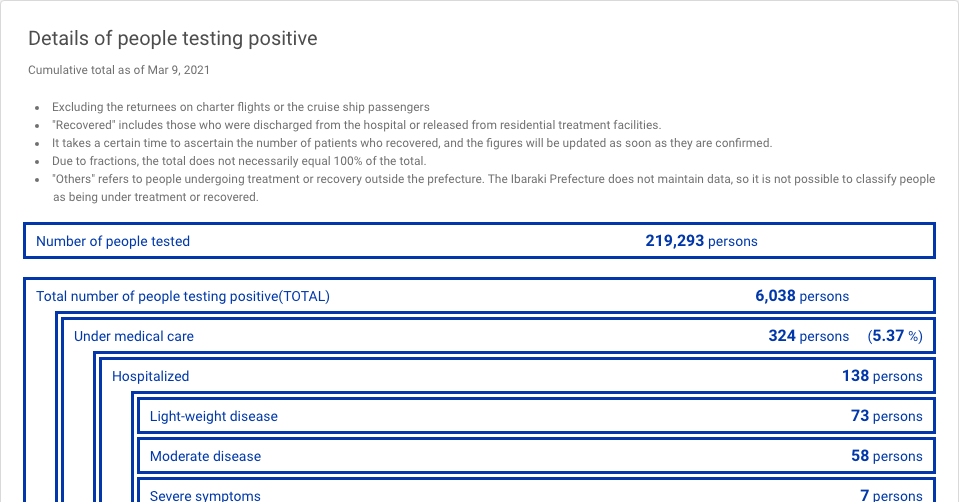 Details of people testing positive
Cumulative total as of Mar 9, 2021
• Excluding the returnees on charter flights or the cruise ship passengers
• "Recovered" includes those who were discharged from the hospital or released from residential treatment facilities.
• It takes a certain time to ascertain the number of patients who recovered, and the figures will be updated as soon as they are confirmed.
• Due to fractions, the total does not necessarily equal 100% of the total.
• "Others" refers to people undergoing treatment or recovery outside the prefecture. The Ibaraki Prefecture does not maintain data, so it is not possible to classify people
as being under treatment or recovered.
Number of people tested 219,293 persons
Total number of people testing positive(TOTAL) 6,038 persons
Under medical care 324 persons (5.37 %)
Hospitalized 138 persons
Light-weight disease 73 persons
Moderate disease 58 persons
Severe symptoms 7 persons